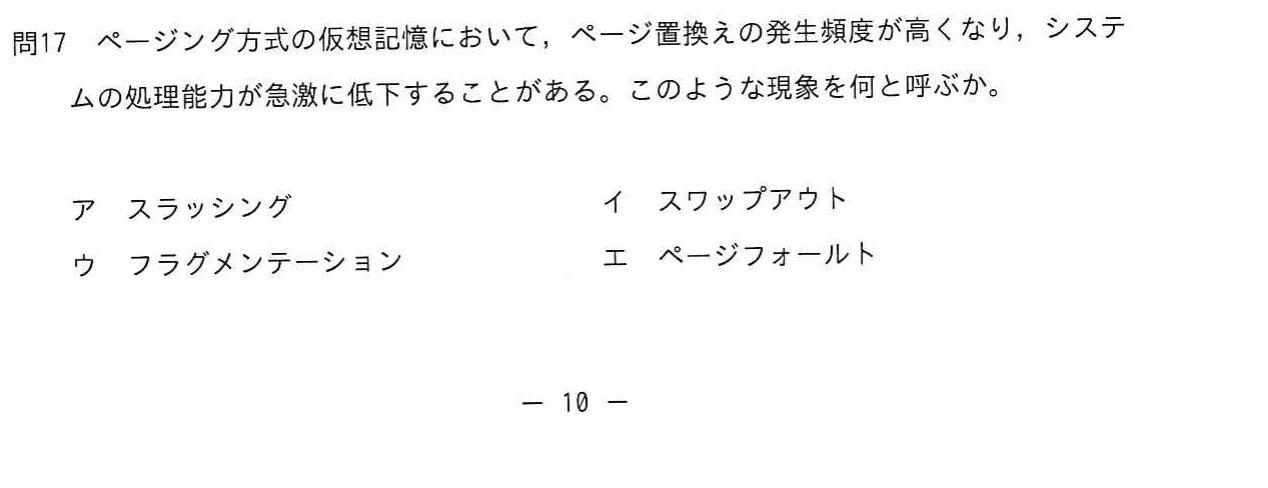 問17　ページング方式の仮想記憶において，ページ置換えの発生頻度が高くなり，システ
ムの処理能力が急激に低下することがある。このような現象を何と呼ぶか。
ア　スラッシング　　　イ　スワップアウト
ウ　フラグメンテーション　　　エ　ページフォールト
－ 10 －